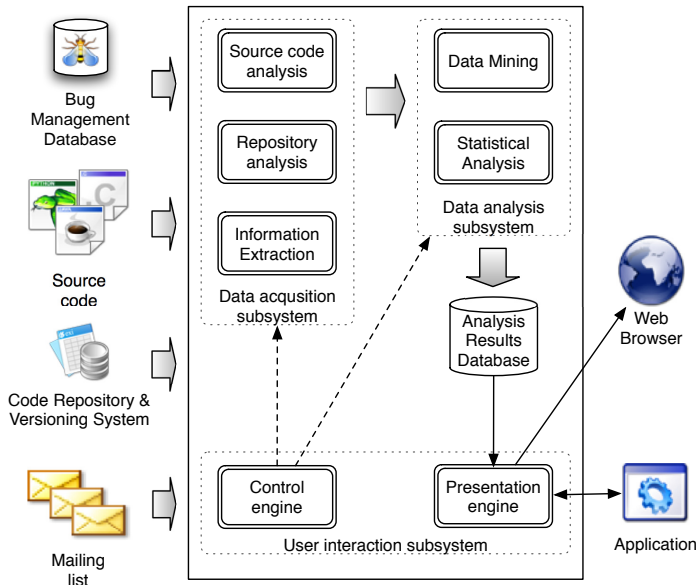 Bug
Management
Database
Source
code
Code Repository &
Versioning System
Mailing
list
Source code
analysis
Repository
analysis
Information
Extraction
Data acqusition
subsystem
Data Mining
Statistical
Analysis
Data analysis
subsystem
Analysis
Results
Database
Control
engine
Presentation
engine
User interaction subsystem
Web
Browser
Application